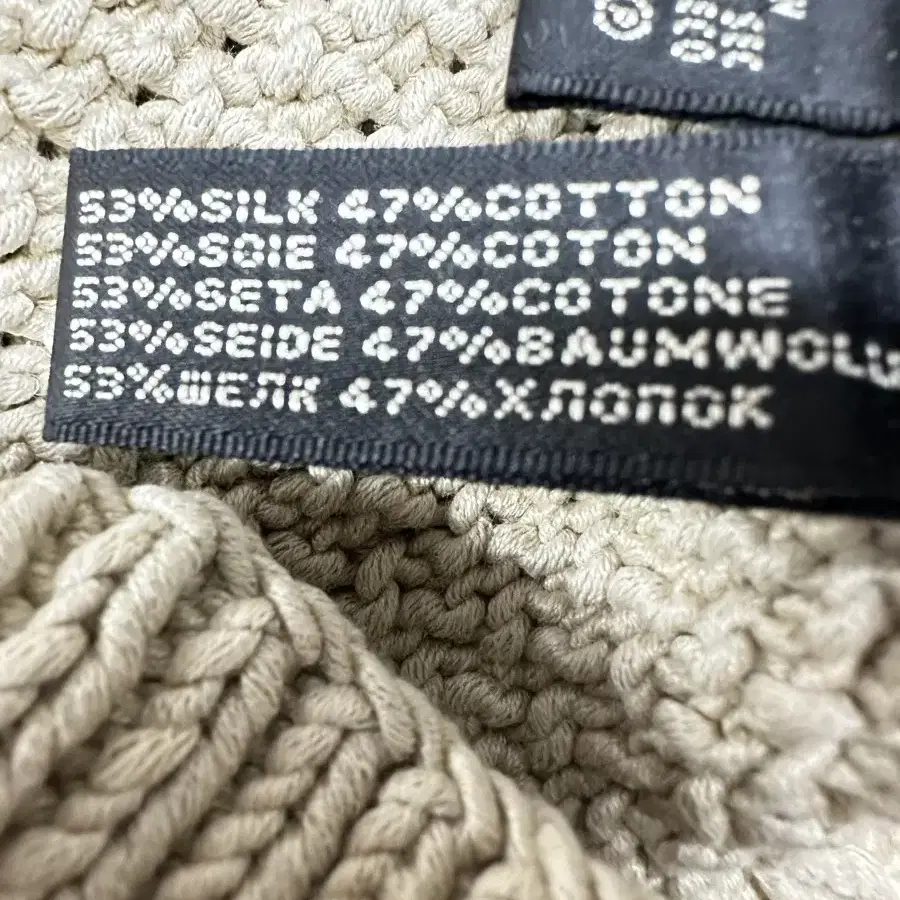 53%SILK 47%COTTON
53%SOIE 47%COTON
53%SETA 47%COTONE
53%SEIDE 47%BAUMWOLL
53%ШЕЛК 47%ХЛОПОК